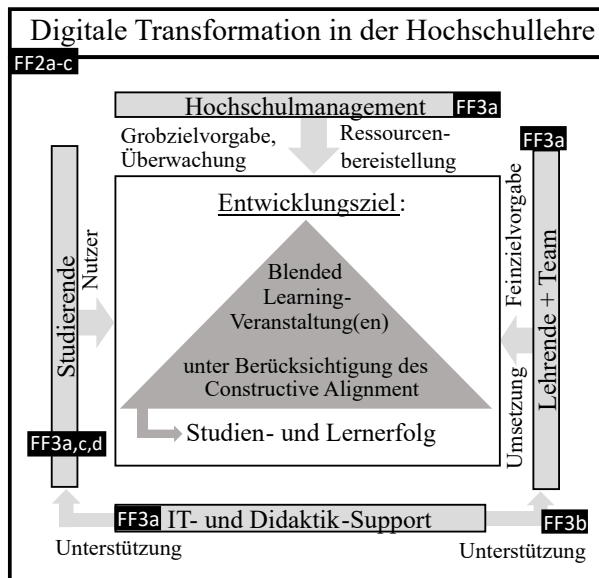 Digitale Transformation in der Hochschullehre
FF2a-c
Hochschulmanagement FF3a
Grobzielvorgabe,
Überwachung
Ressourcen-
bereistellung
FF3a
Studierende
Nutzer
FF3a,c,d
Entwicklungsziel:
Blended
Learning-
Veranstaltung(en)
unter Berücksichtigung des
Constructive Alignment
Studien- und Lernerfolg
Umsetzung Feinzielvorgabe
Lehrende + Team
FF3a IT- und Didaktik-Support
FF3b
Unterstützung
Unterstützung